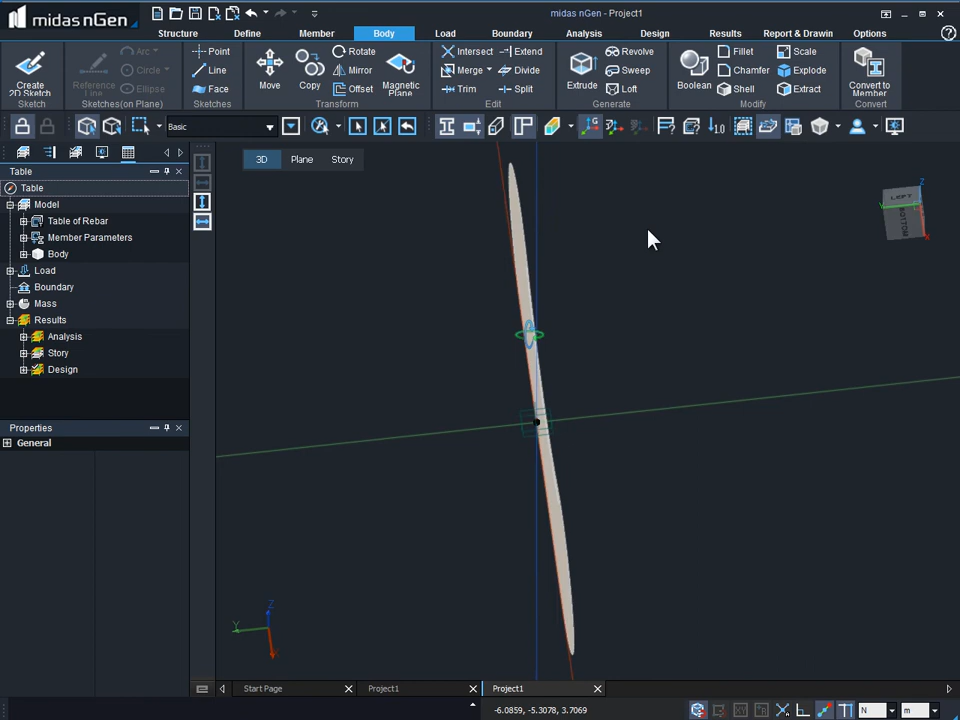 midas nGen
midas nGen - Project1
Structure Define Member Body Load Boundary Analysis Design Results Report & Drawin Options
Create
2D Sketch
Sketch
Reference
Line
Arc
Circle
Ellipse
Sketches(on Plane)
Point
Line
Face
Sketches
Move
Copy
Rotate
Mirror
Offset
Magnetic
Plane
Transform
Intersect
Merge
Trim
Extend
Divide
Split
Edit
Extrude
Revolve
Sweep
Loft
Generate
Boolean
Fillet
Chamfer
Shell
Scale
Explode
Extract
Modify
Convert to
Member
Convert
Basic
1.0
Table
Table
Model
Table of Rebar
Member Parameters
Body
Load
Boundary
Mass
Results
Analysis
Story
Design
Properties
General
3D Plane Story
LEFT
BOTTOM
Z
Y
X
Z
Y
Start Page
Project1
Project1
-6.0859, -5.3078, 3.7069
N
m